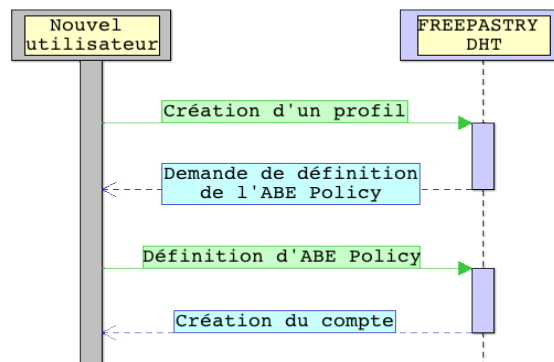 Nouvel
utilisateur
FREEPASTRY
DHT
Création d'un profil
Demande de définition
de l'ABE Policy
Définition d'ABE Policy
Création du compte